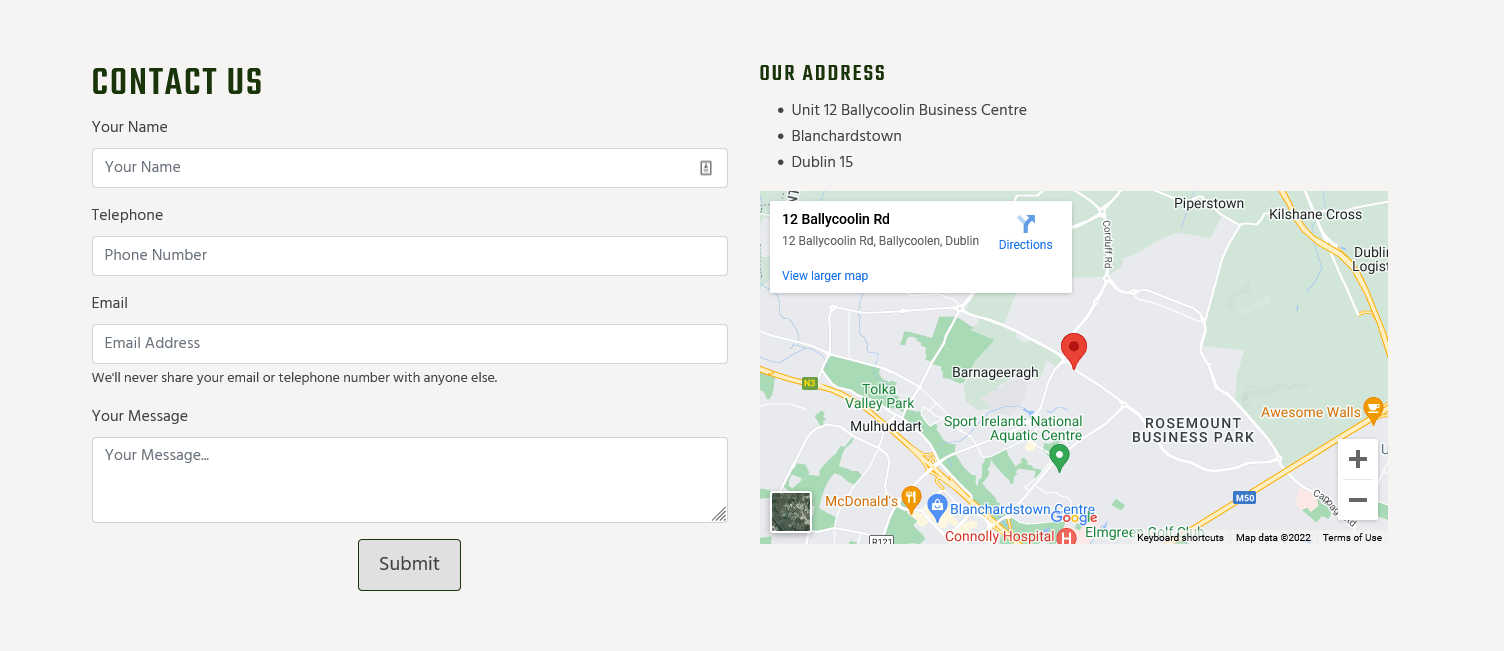 CONTACT US
Your Name
Your Name
Telephone
Phone Number
Email
Email Address
We'll never share your email or telephone number with anyone else.
Your Message
Your Message...
Submit
OUR ADDRESS
Unit 12 Ballycoolin Business Centre
Blanchardstown
Dublin 15
12 Ballycoolin Rd
12 Ballycoolin Rd, Ballycoolen, Dublin
Directions
View larger map
Piperstown
Kilshane Cross
Corduff Rd
Dublin
Logist
Barnageeragh
N3
Tolka
Valley Park
Mulhuddart
Sport Ireland: National
Aquatic Centre
ROSEMOUNT
BUSINESS PARK
Awesome Walls
McDonald's
Blanchardstown Centre
Google
M50
Connolly Hospital
H
Elmgreen Golf Club
R121
Keyboard shortcuts
Map data ©2022
Terms of Use